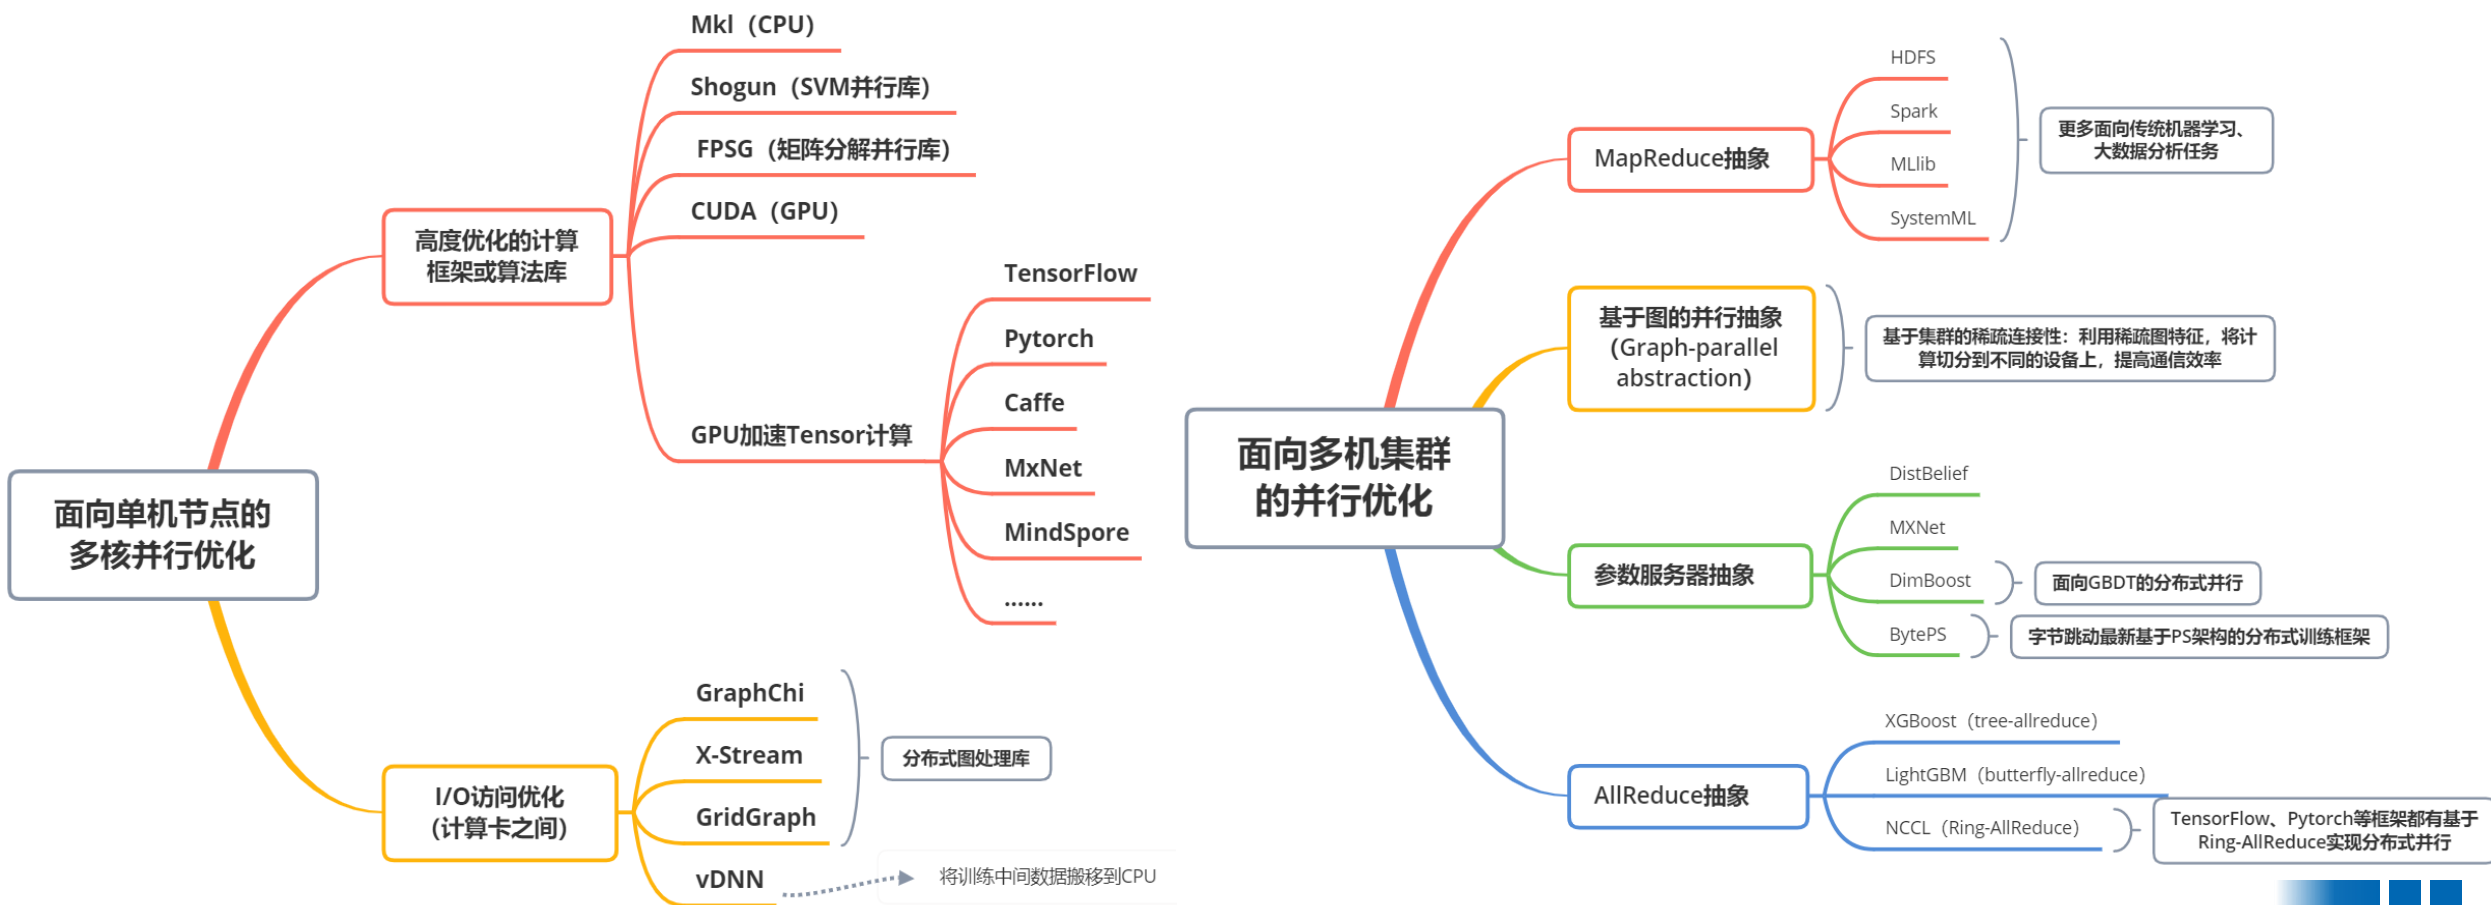 面向单机节点的
多核并行优化
高度优化的计算
框架或算法库
Mkl（CPU）
Shogun（SVM并行库）
FPSG（矩阵分解并行库）
CUDA（GPU）
GPU加速Tensor计算
TensorFlow
Pytorch
Caffe
MxNet
MindSpore
......
I/O访问优化
（计算卡之间）
GraphChi
X-Stream
GridGraph
分布式图处理库
vDNN
将训练中间数据搬移到CPU
面向多机集群
的并行优化
MapReduce抽象
HDFS
Spark
MLlib
SystemML
更多面向传统机器学习、
大数据分析任务
基于图的并行抽象
（Graph-parallel
abstraction）
基于集群的稀疏连接性：利用稀疏图特征，将计
算切分到不同的设备上，提高通信效率
参数服务器抽象
DistBelief
MXNet
DimBoost
面向GBDT的分布式并行
BytePS
字节跳动最新基于PS架构的分布式训练框架
AllReduce抽象
XGBoost（tree-allreduce）
LightGBM（butterfly-allreduce）
NCCL（Ring-AllReduce）
TensorFlow、Pytorch等框架都有基于
Ring-AllReduce实现分布式并行